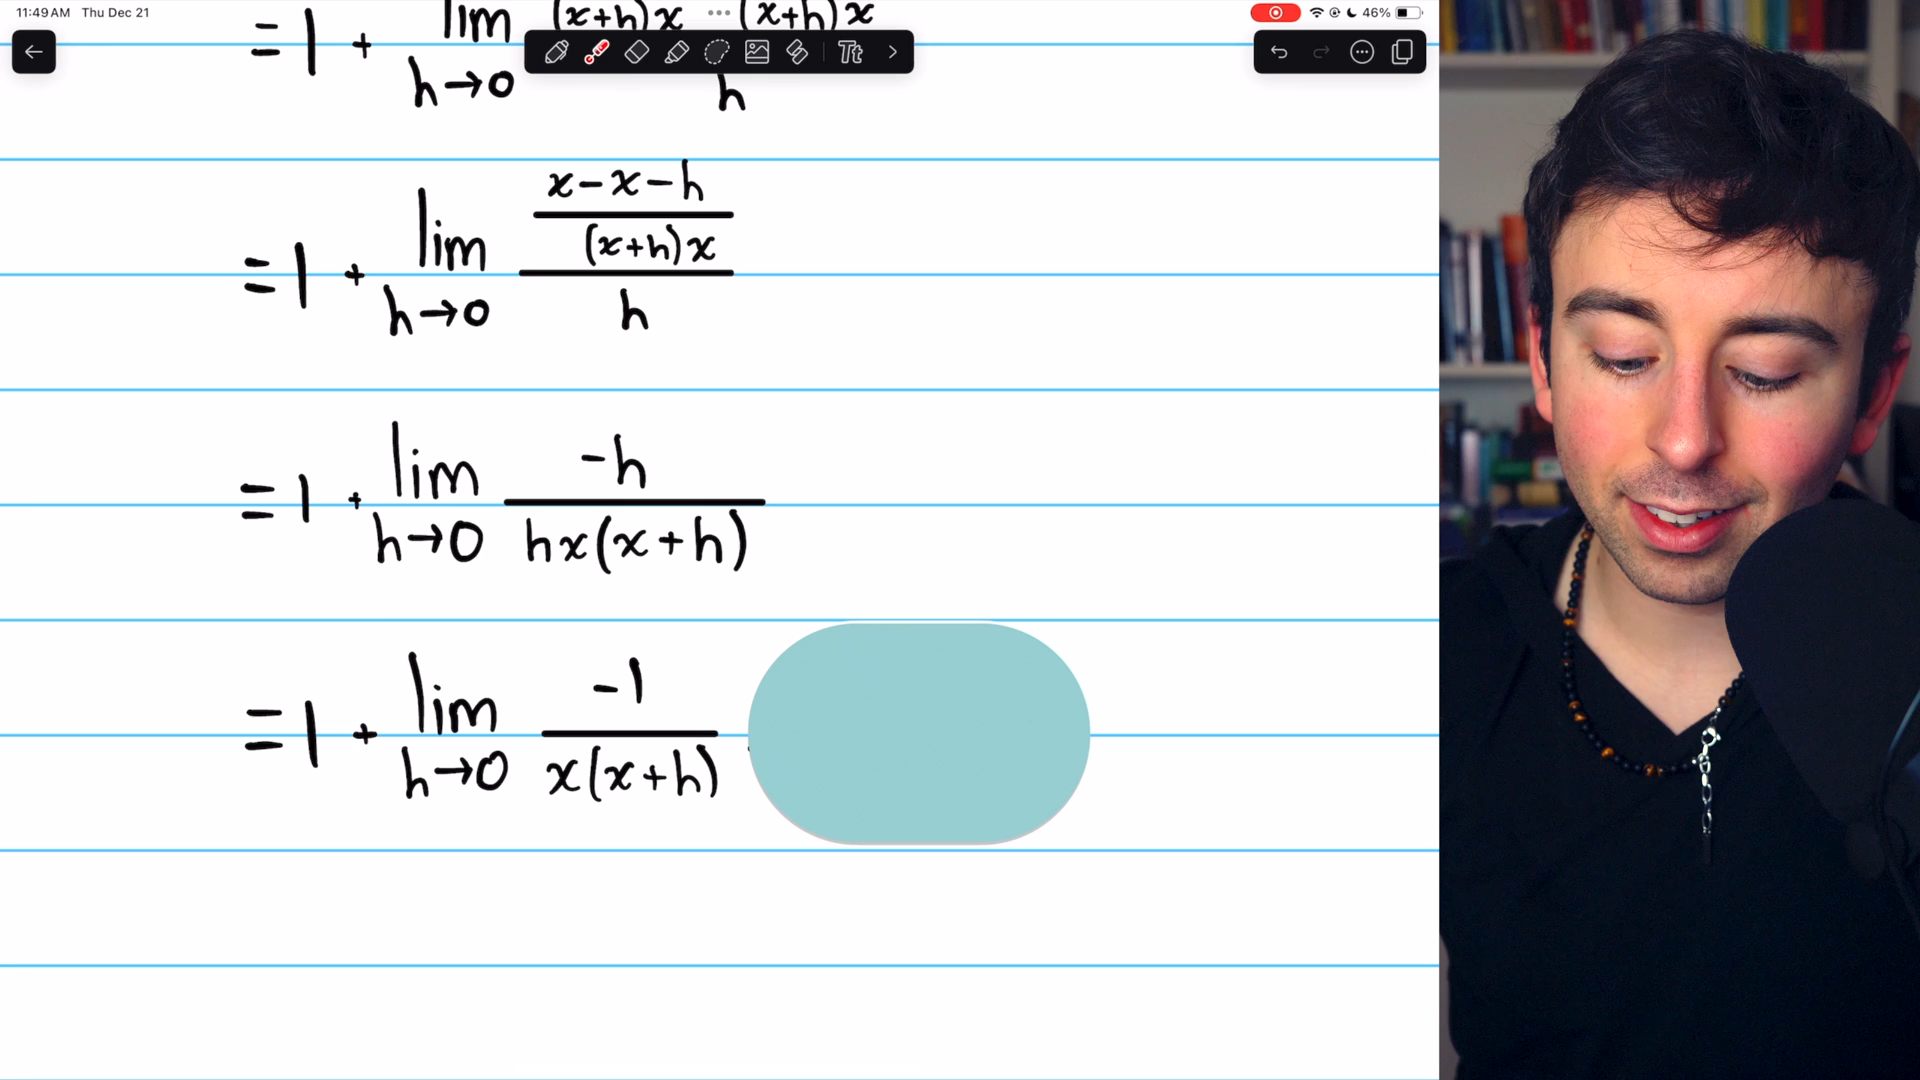 11:49 AM Thu Dec 21
46%
Tt
= 1 + lim h→0 (x+h)x (x+h)x / h
= 1 + lim h→0 x-x-h / (x+h)x / h
= 1 + lim h→0 -h / hx(x+h)
= 1 + lim h→0 -1 / x(x+h)